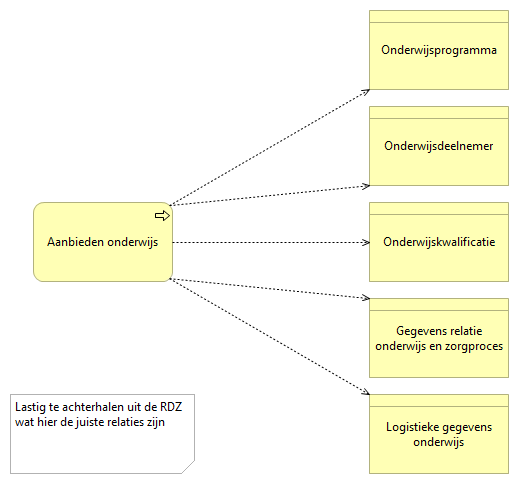 Onderwijsprogramma
Onderwijsdeelnemer
Aanbieden onderwijs
Onderwijskwalificatie
Gegevens relatie
onderwijs en zorgproces
Lastig te achterhalen uit de RDZ
wat hier de juiste relaties zijn
Logistieke gegevens
onderwijs